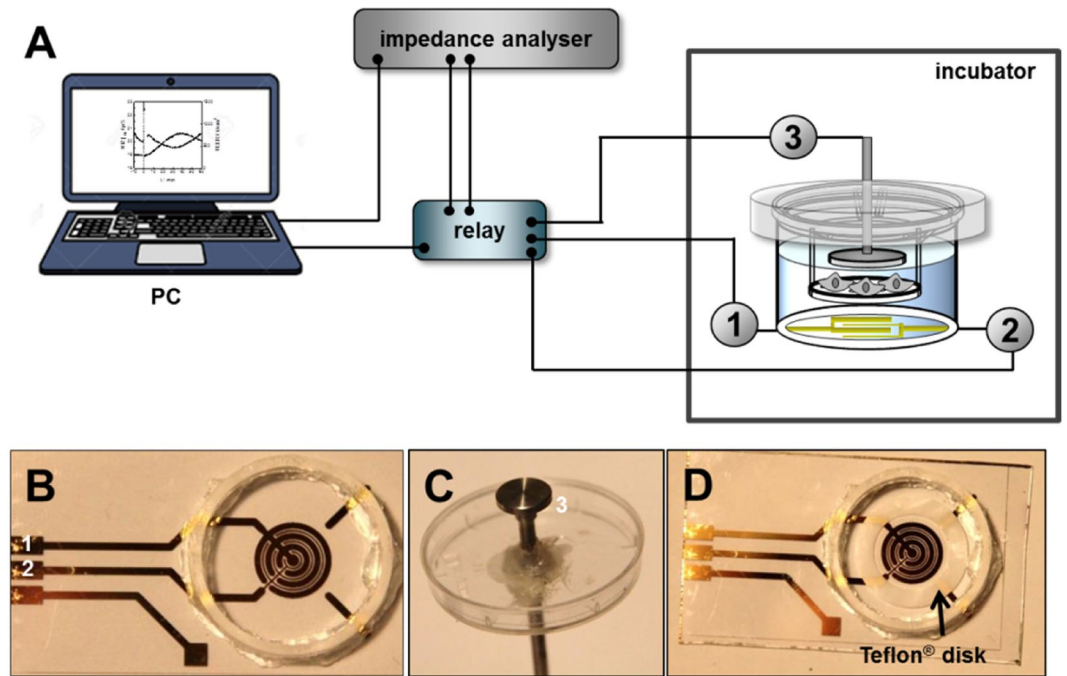 A
impedance analyser
incubator
3
relay
PC
1
2
B
1
2
C
3
D
Teflon® disk